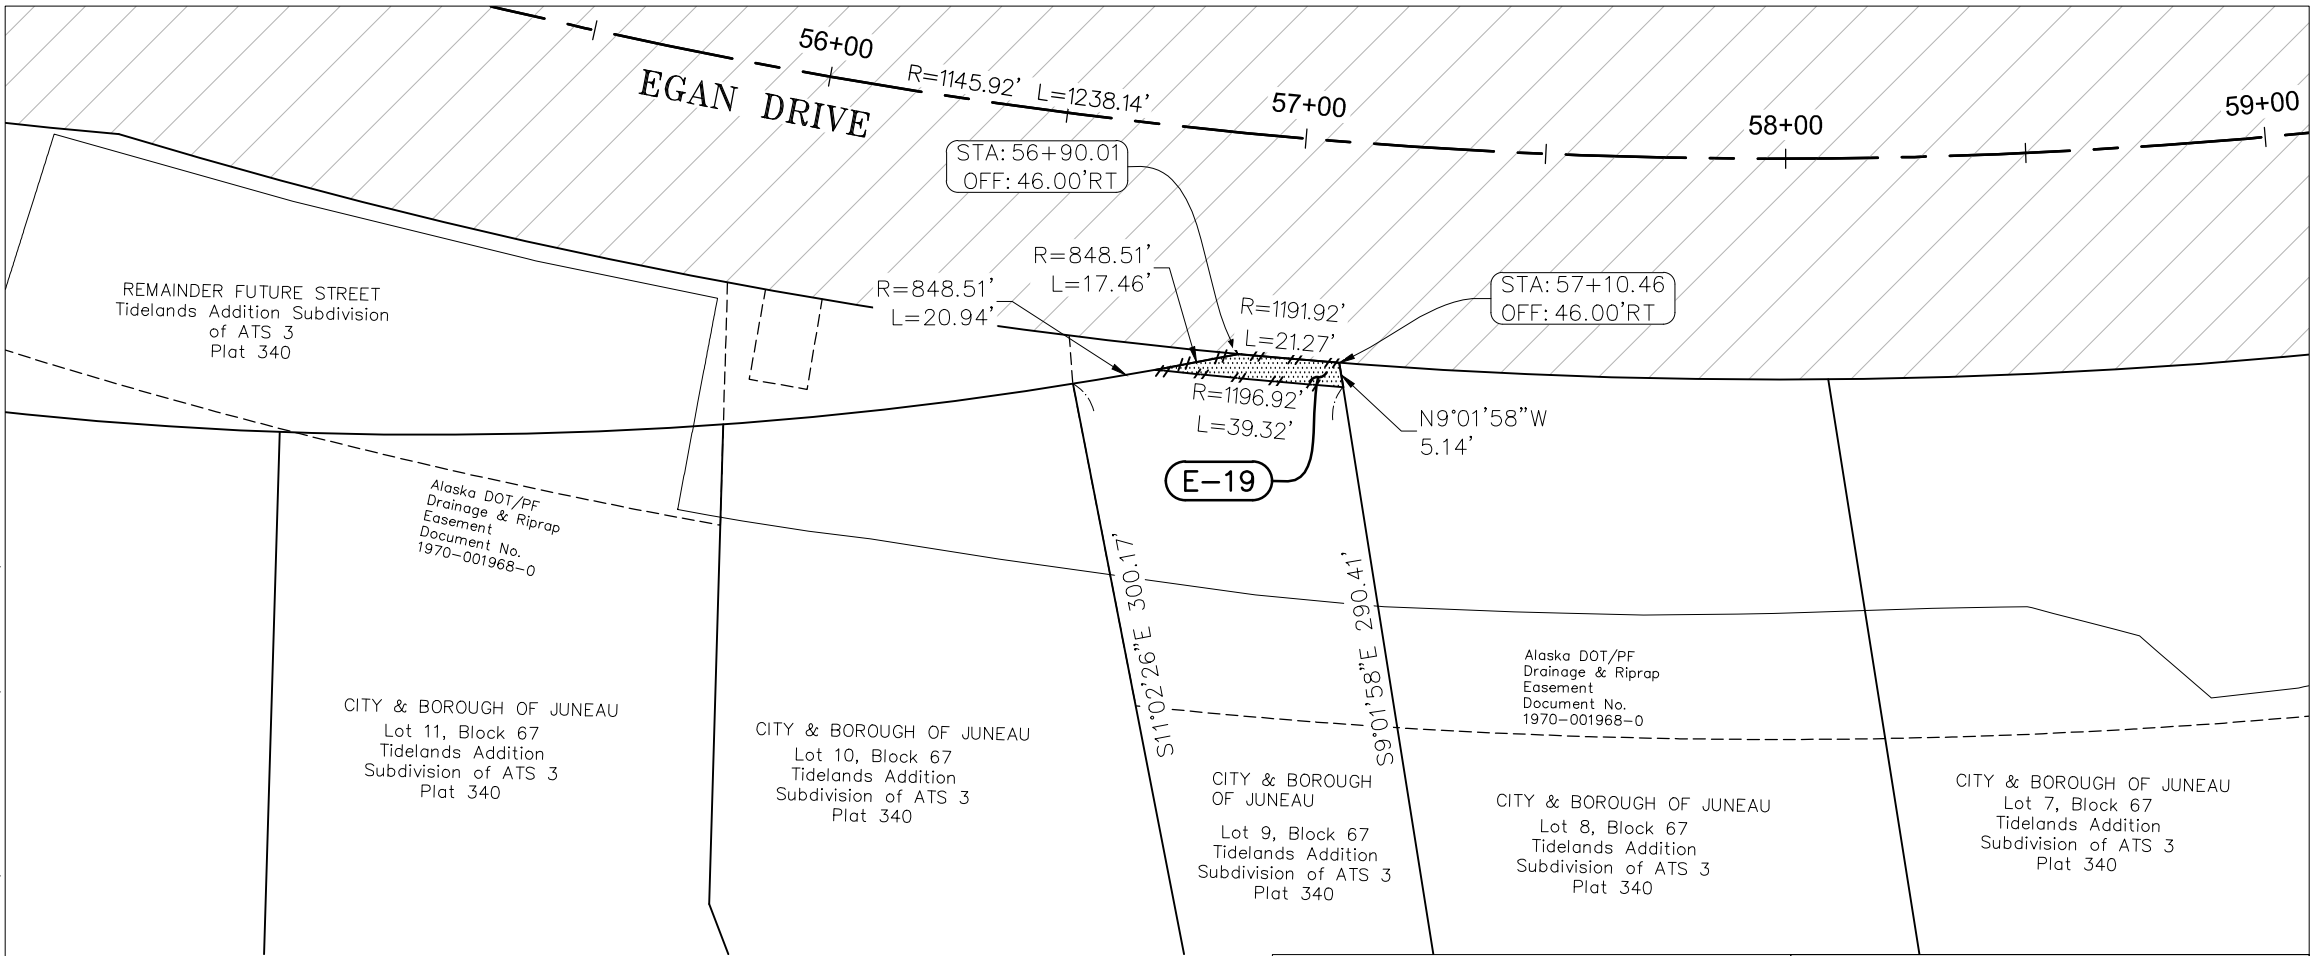 56+00
R=1145.92' L=1238.14'
57+00
58+00
59+00
EGAN DRIVE
STA: 56+90.01
OFF: 46.00'RT
R=848.51'
L=17.46'
R=848.51'
L=20.94'
R=1191.92'
L=21.27'
STA: 57+10.46
OFF: 46.00'RT
REMAINDER FUTURE STREET
Tidelands Addition Subdivision
of ATS 3
Plat 340
R=1196.92'
L=39.32'
N9°01'58"W
5.14'
E-19
Alaska DOT/PF
Drainage & Riprap
Easement
Document No.
1970-001968-0
S11°02'26"E 300.17'
S9°01'58"E 290.41'
Alaska DOT/PF
Drainage & Riprap
Easement
Document No.
1970-001968-0
CITY & BOROUGH OF JUNEAU
Lot 11, Block 67
Tidelands Addition
Subdivision of ATS 3
Plat 340
CITY & BOROUGH OF JUNEAU
Lot 10, Block 67
Tidelands Addition
Subdivision of ATS 3
Plat 340
CITY & BOROUGH
OF JUNEAU
Lot 9, Block 67
Tidelands Addition
Subdivision of ATS 3
Plat 340
CITY & BOROUGH OF JUNEAU
Lot 8, Block 67
Tidelands Addition
Subdivision of ATS 3
Plat 340
CITY & BOROUGH OF JUNEAU
Lot 7, Block 67
Tidelands Addition
Subdivision of ATS 3
Plat 340